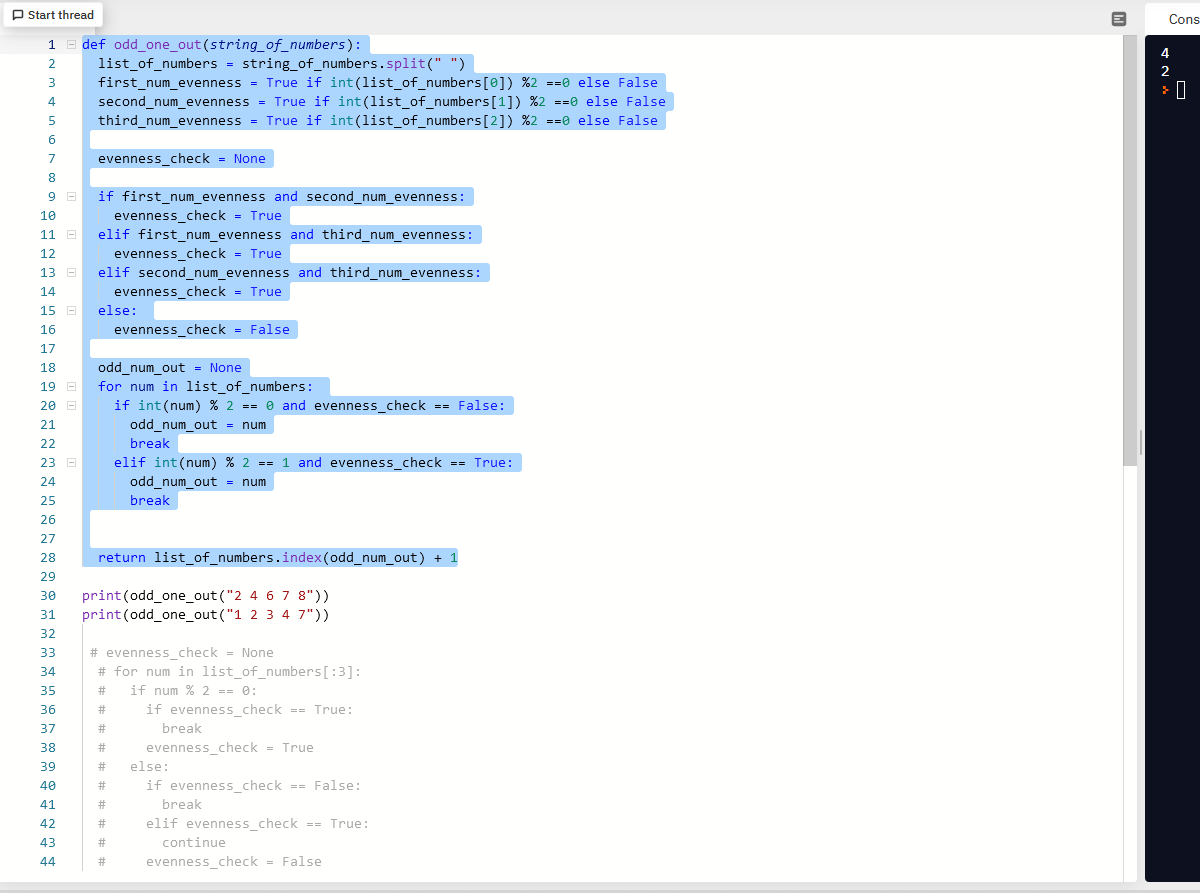 Start thread
Cons
1 def odd_one_out(string_of_numbers):
2   list_of_numbers = string_of_numbers.split(" ")
3   first_num_evenness = True if int(list_of_numbers[0]) %2 ==0 else False
4   second_num_evenness = True if int(list_of_numbers[1]) %2 ==0 else False
5   third_num_evenness = True if int(list_of_numbers[2]) %2 ==0 else False
6
7   evenness_check = None
8
9   if first_num_evenness and second_num_evenness:
10     evenness_check = True
11   elif first_num_evenness and third_num_evenness:
12     evenness_check = True
13   elif second_num_evenness and third_num_evenness:
14     evenness_check = True
15   else:
16     evenness_check = False
17
18   odd_num_out = None
19   for num in list_of_numbers:
20     if int(num) % 2 == 0 and evenness_check == False:
21       odd_num_out = num
22       break
23     elif int(num) % 2 == 1 and evenness_check == True:
24       odd_num_out = num
25       break
26
27
28   return list_of_numbers.index(odd_num_out) + 1
29
30 print(odd_one_out("2 4 6 7 8"))
31 print(odd_one_out("1 2 3 4 7"))
32
33  # evenness_check = None
34   # for num in list_of_numbers[:3]:
35   #   if num % 2 == 0:
36   #     if evenness_check == True:
37   #       break
38   #     evenness_check = True
39   #   else:
40   #     if evenness_check == False:
41   #       break
42   #     elif evenness_check == True:
43   #       continue
44   #     evenness_check = False
4
2